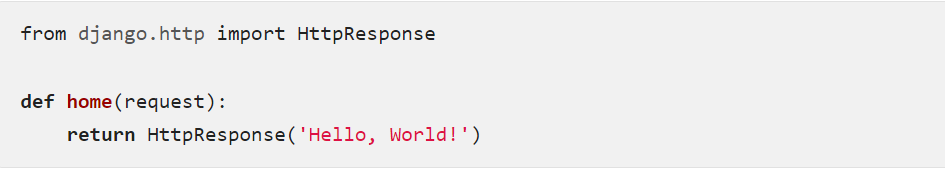 from django.http import HttpResponse
def home(request):
    return HttpResponse('Hello, World!')